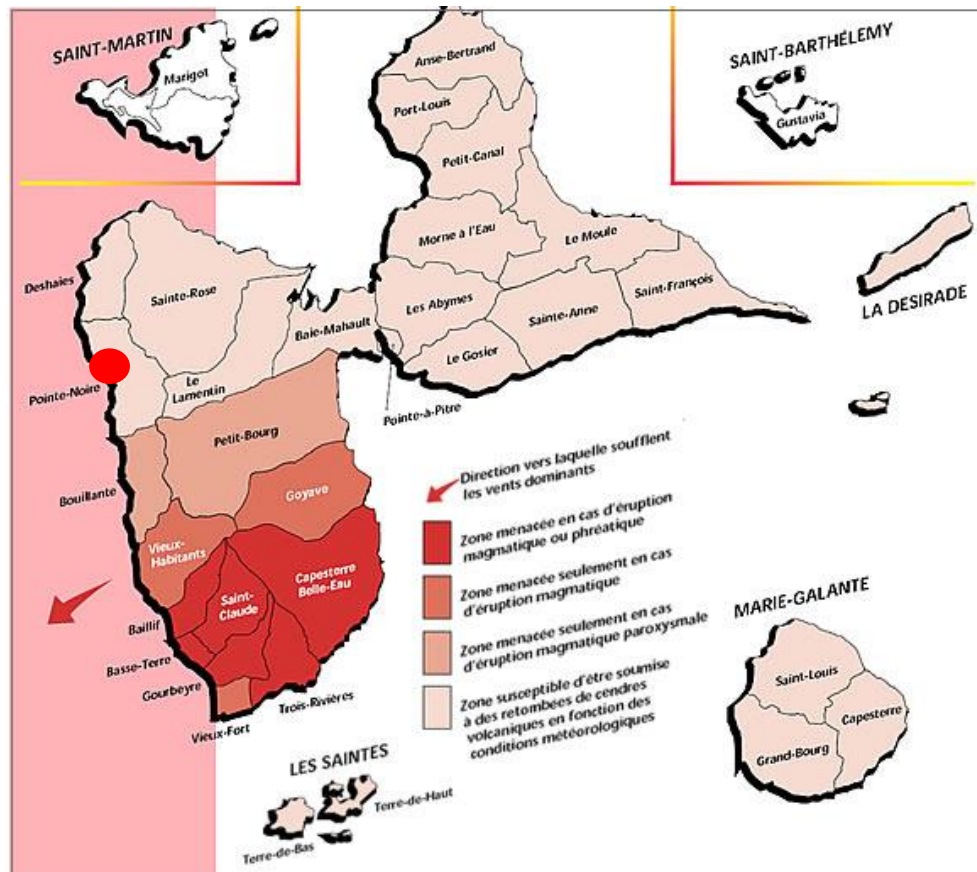 SAINT-MARTIN
Marigot
Anse-Bertrand
Port-Louis
Petit-Canal
SAINT-BARTHÉLEMY
Gustavia
Morne à l'Eau
Le Moule
Deshaies
Sainte-Rose
Les Abymes
Saint-François
Sainte-Anne
LA DESIRADE
Baie-Mahault
Le Gosier
Pointe-Noire
Le
Lamentin
Pointe-à-Pitre
Petit-Bourg
Bouillante
Goyave
Vieux-
Habitants
Capesterre
Belle-Eau
Saint-
Claude
Baillif
Basse-Terre
Gourbeyre
Trois-Rivières
Vieux-Fort
Direction vers laquelle soufflent
les vents dominants
Zone menacée en cas d'éruption
magmatique ou phréatique
Zone menacée seulement en cas
d'éruption magmatique
Zone menacée seulement en cas
d'éruption magmatique paroxysmale
Zone susceptible d'être soumise
à des retombées de cendres
volcaniques en fonction des
conditions météorologiques
MARIE-GALANTE
Saint-Louis
Capesterre
Grand-Bourg
LES SAINTES
Terre-de-Haut
Terre-de-Bas